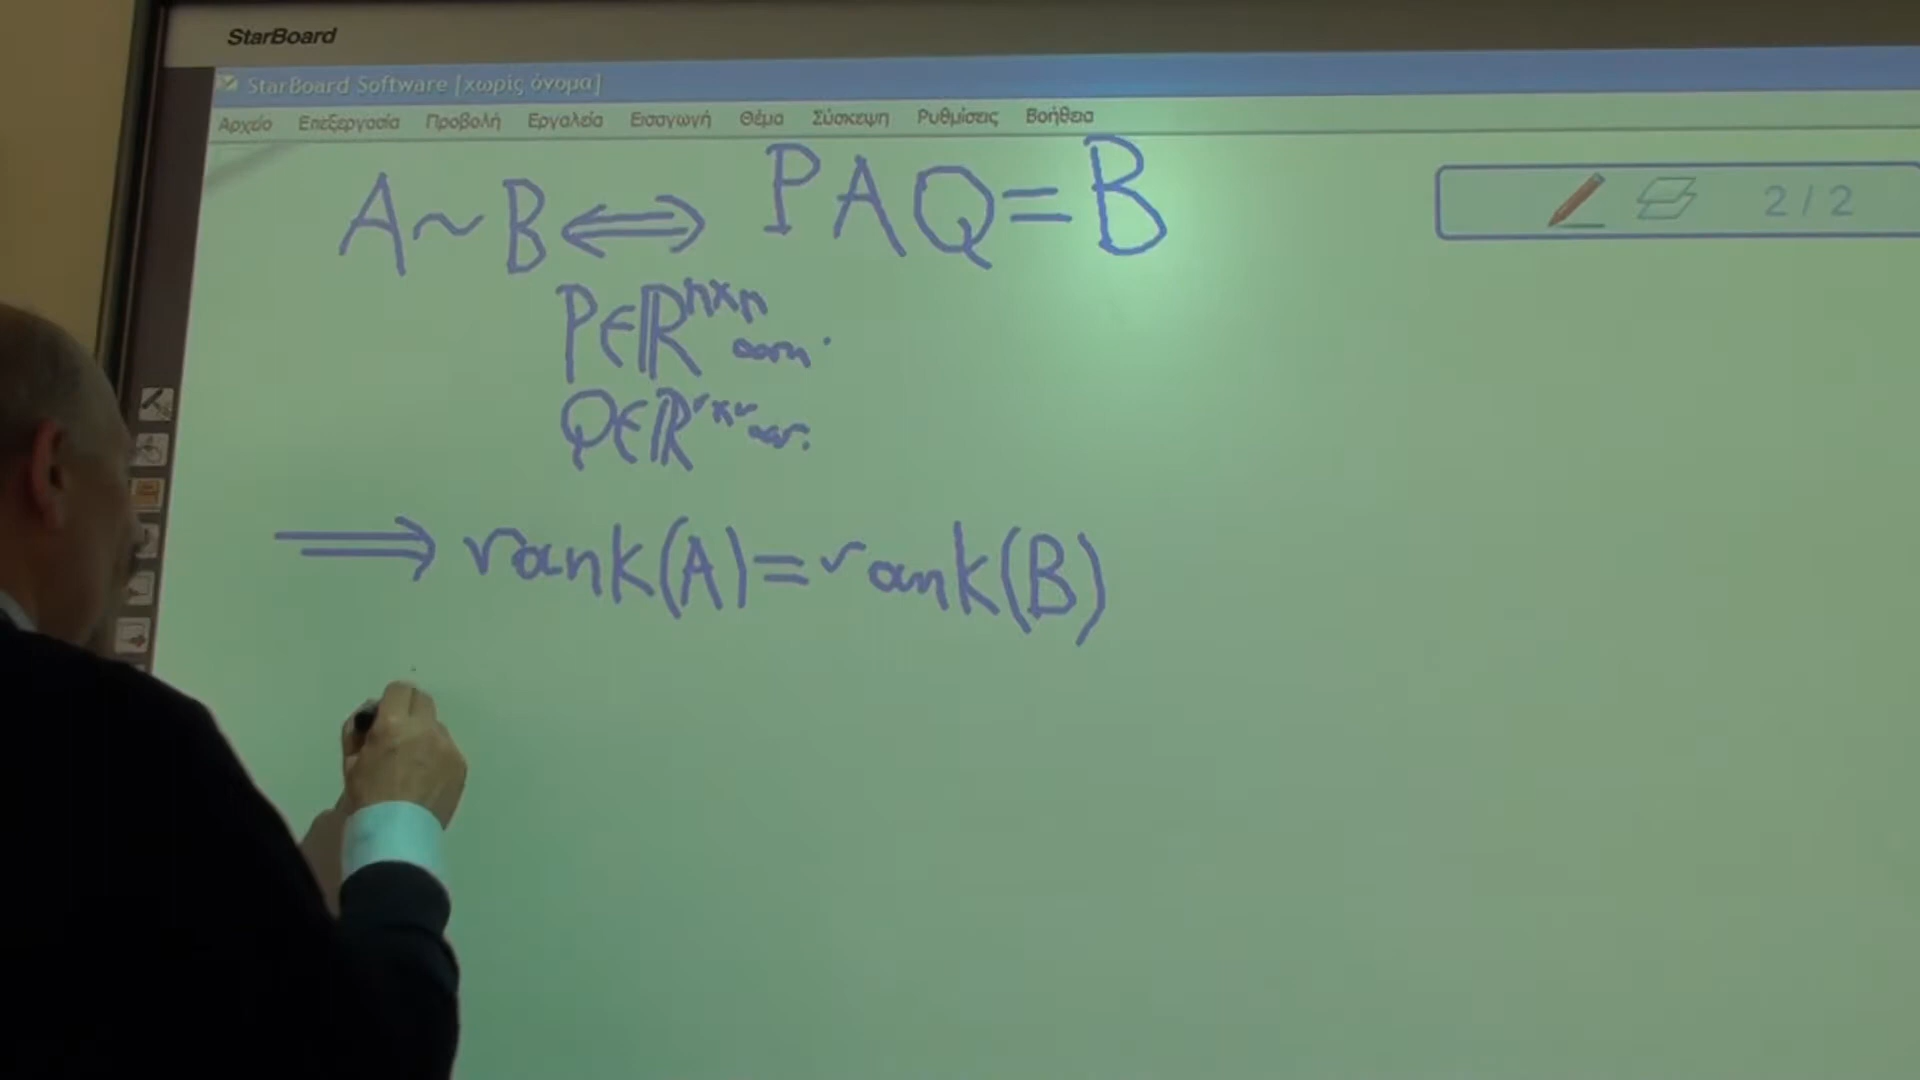 StarBoard
StarBoard Software [χωρίς όνομα]
Αρχείο Επεξεργασία Προβολή Εργαλεία Εισαγωγή Θέμα Σύσκεψη Ρυθμίσεις Βοήθεια
A ~ B ⟺ PAQ = B
2 / 2
P ∈ ℝ^{n×n}
Q ∈ ℝ^{r×r}
⟹ rank(A) = rank(B)